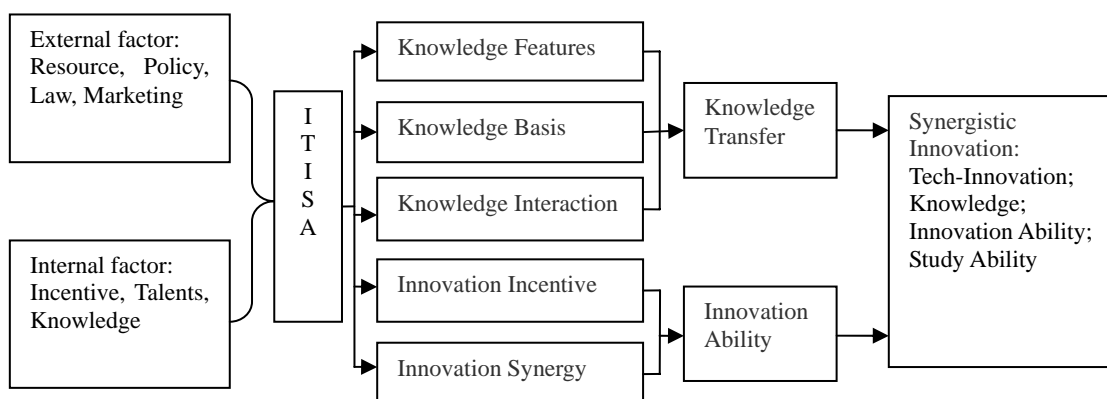 External factor:
Resource, Policy,
Law, Marketing
Internal factor:
Incentive, Talents,
Knowledge
I
T
I
S
A
Knowledge Features
Knowledge Basis
Knowledge Interaction
Innovation Incentive
Innovation Synergy
Knowledge
Transfer
Innovation
Ability
Synergistic
Innovation:
Tech-Innovation;
Knowledge;
Innovation Ability;
Study Ability